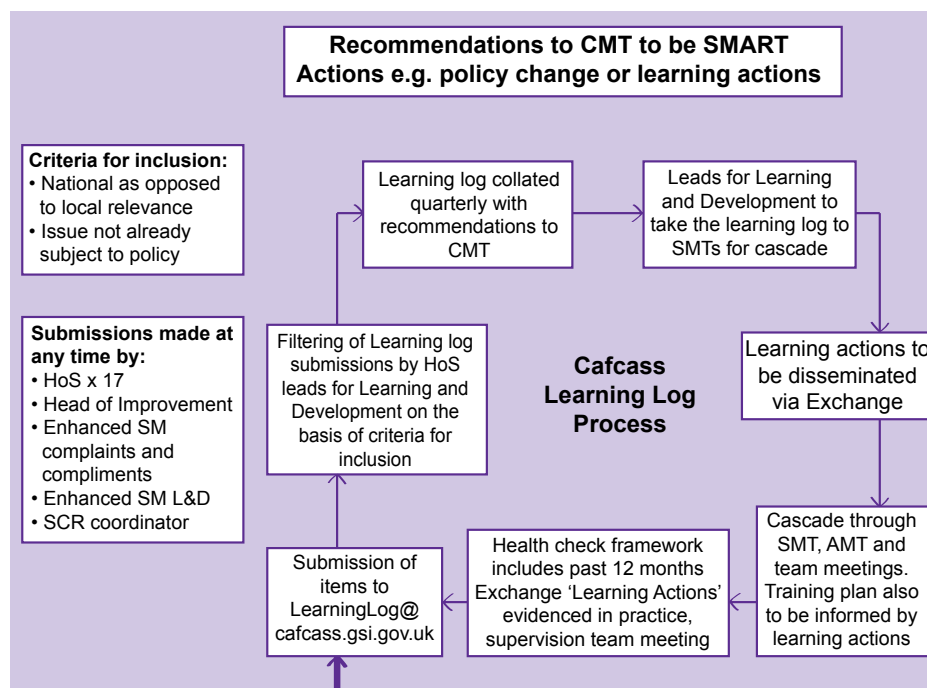 Recommendations to CMT to be SMART
Actions e.g. policy change or learning actions
Criteria for inclusion:
• National as opposed
to local relevance
• Issue not already
subject to policy
Submissions made at
any time by:
• HoS x 17
• Head of Improvement
• Enhanced SM
complaints and
compliments
• Enhanced SM L&D
• SCR coordinator
Learning log collated
quarterly with
recommendations to
CMT
Leads for Learning
and Development to
take the learning log to
SMTs for cascade
Filtering of Learning log
submissions by HoS
leads for Learning and
Development on the
basis of criteria for
inclusion
Cafcass
Learning Log
Process
Learning actions to
be disseminated
via Exchange
Submission of
items to
LearningLog@
cafcass.gsi.gov.uk
Health check framework
includes past 12 months
Exchange ‘Learning Actions’
evidenced in practice,
supervision team meeting
Cascade through
SMT, AMT and
team meetings.
Training plan also
to be informed by
learning actions